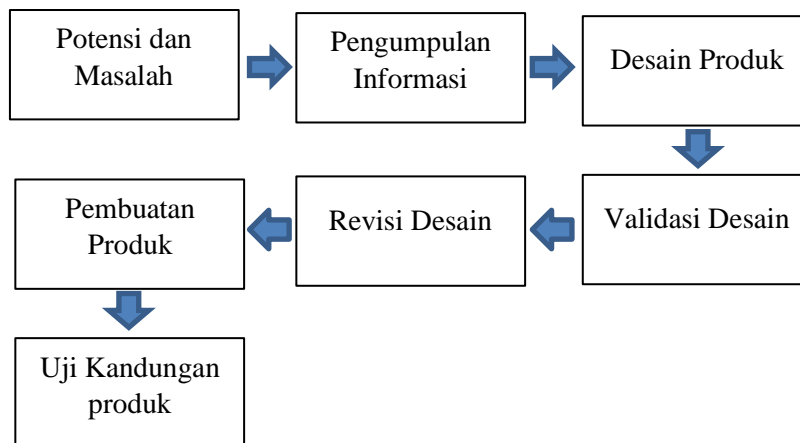 Potensi dan
Masalah
Pengumpulan
Informasi
Desain Produk
Validasi Desain
Revisi Desain
Pembuatan
Produk
Uji Kandungan
produk